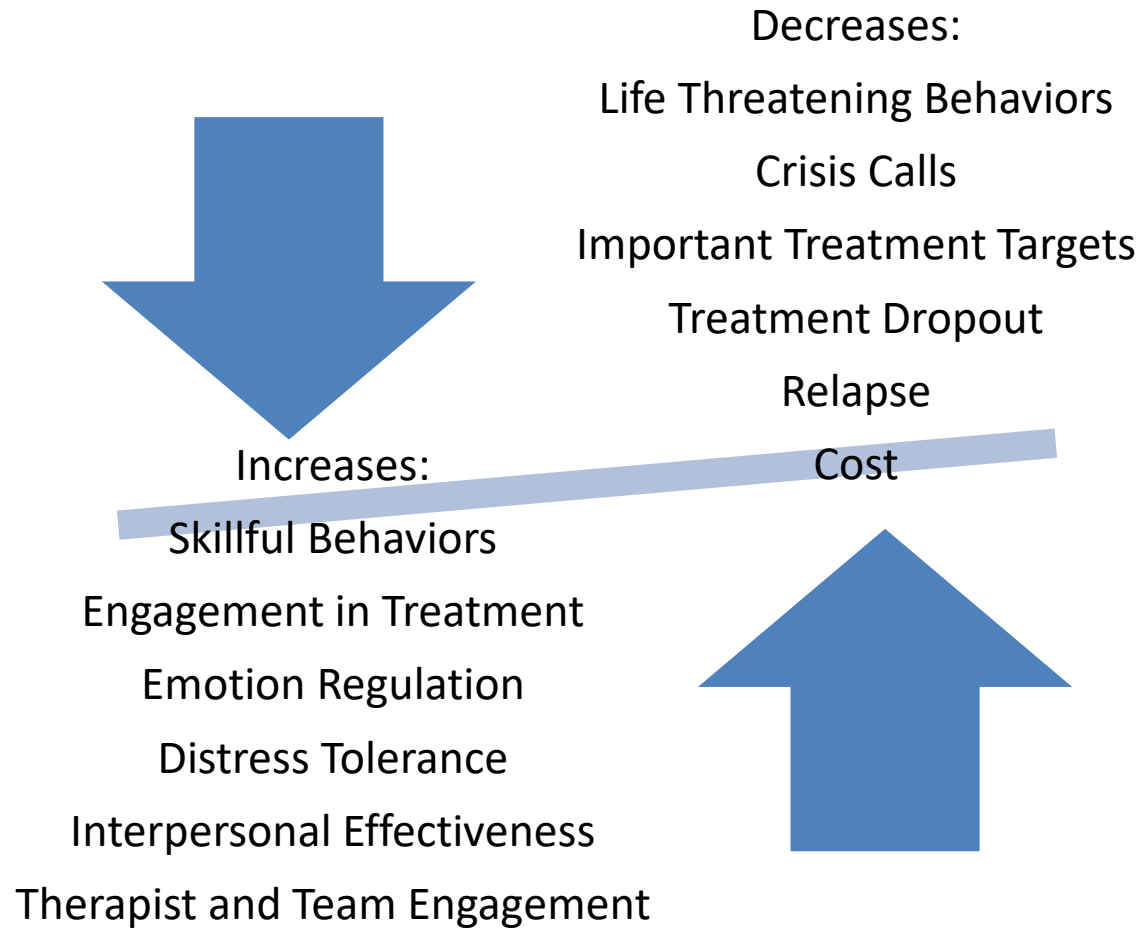 Decreases:
Life Threatening Behaviors
Crisis Calls
Important Treatment Targets
Treatment Dropout
Relapse
Cost
Increases:
Skillful Behaviors
Engagement in Treatment
Emotion Regulation
Distress Tolerance
Interpersonal Effectiveness
Therapist and Team Engagement